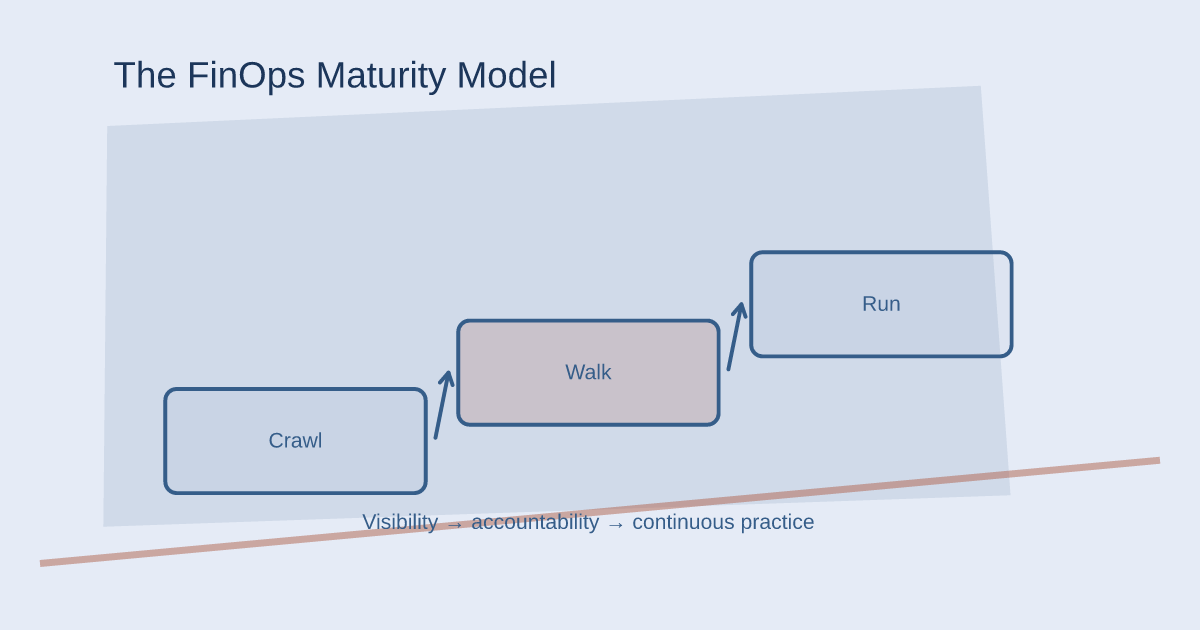 The FinOps Maturity Model
Run
Walk
Crawl
Visibility → accountability → continuous practice